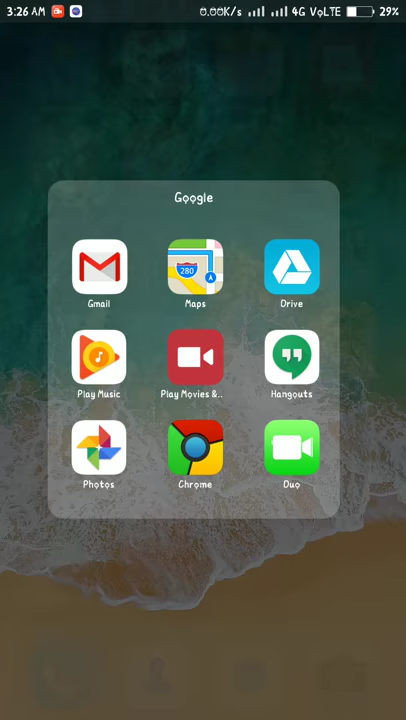 3:26 AM 0.00K/s 4G VoLTE 29%
Google
Gmail
280
Maps
Drive
Play Music
Play Movies &..
Hangouts
Photos
Chrome
Duo